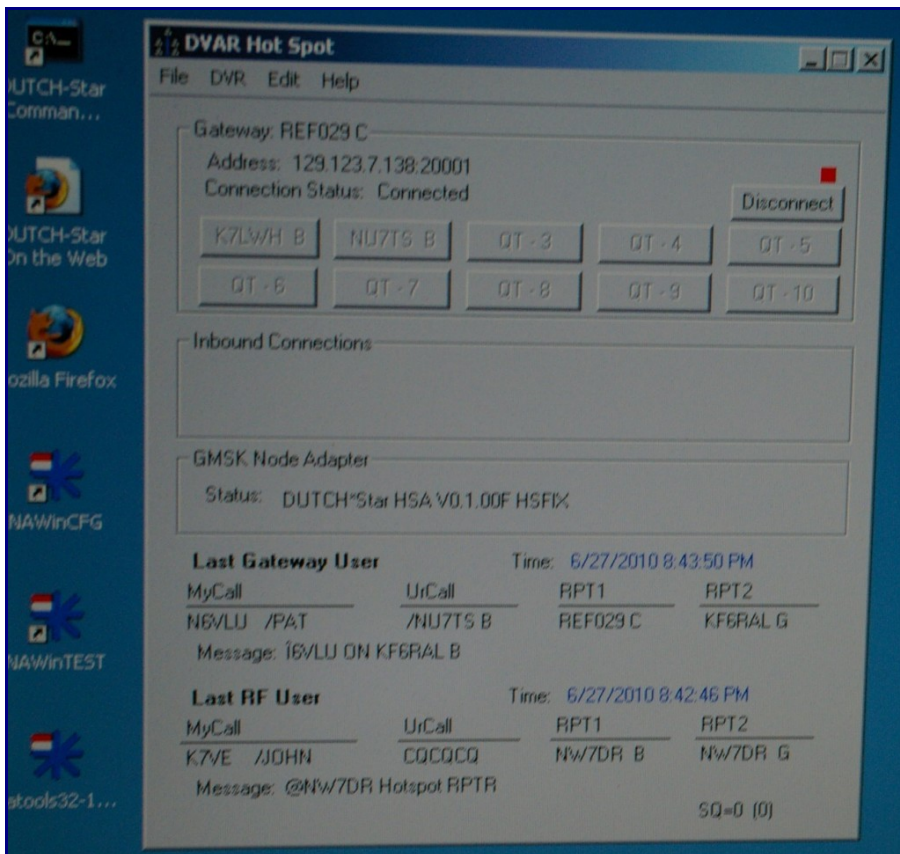 C:\_
DUTCH-Star
Comman...
DUTCH-Star
On the Web
ozilla Firefox
NAWinCFG
NAWinTEST
atools32-1...
DVAR Hot Spot
File DVR Edit Help
Gateway: REF029 C
Address: 129.123.7.138:20001
Connection Status: Connected
Disconnect
K7LWH B NU7TS B QT - 3 QT - 4 QT - 5
QT - 6 QT - 7 QT - 8 QT - 9 QT - 10
Inbound Connections
GMSK Node Adapter
Status: DUTCH*Star HSA V0.1.00F HSFIX
Last Gateway User Time: 6/27/2010 8:43:50 PM
MyCall UrCall RPT1 RPT2
N6VLU /PAT /NU7TS B REF029 C KF6RAL G
Message: Î6VLU ON KF6RAL B
Last RF User Time: 6/27/2010 8:42:46 PM
MyCall UrCall RPT1 RPT2
K7VE /JOHN CQCQCQ NW7DR B NW7DR G
Message: @NW7DR Hotspot RPTR
SQ=0 (0)